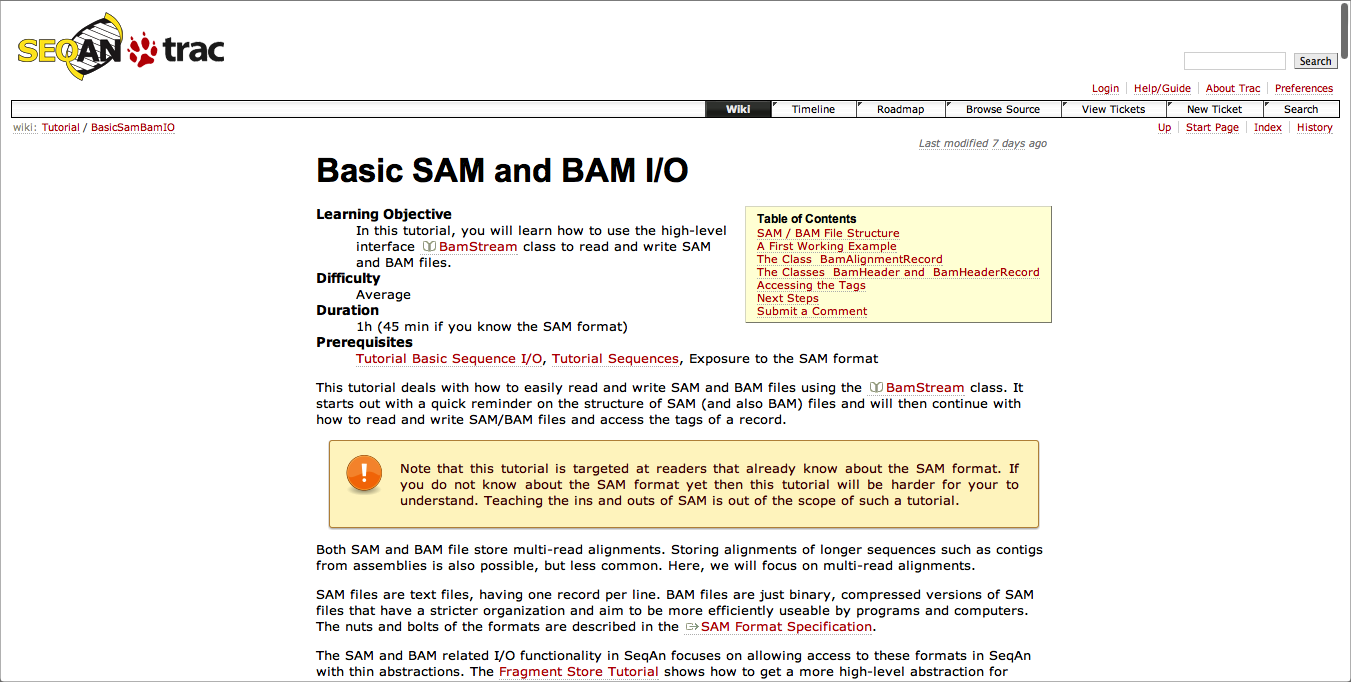 SEQAN trac
Search
Login Help/Guide About Trac Preferences
Wiki Timeline Roadmap Browse Source View Tickets New Ticket Search
wiki: Tutorial / BasicSamBamIO
Up Start Page Index History
Last modified 7 days ago
Basic SAM and BAM I/O
Learning Objective
In this tutorial, you will learn how to use the high-level
interface BamStream class to read and write SAM
and BAM files.
Difficulty
Average
Duration
1h (45 min if you know the SAM format)
Prerequisites
Tutorial Basic Sequence I/O, Tutorial Sequences, Exposure to the SAM format
Table of Contents
SAM / BAM File Structure
A First Working Example
The Class BamAlignmentRecord
The Classes BamHeader and BamHeaderRecord
Accessing the Tags
Next Steps
Submit a Comment
This tutorial deals with how to easily read and write SAM and BAM files using the BamStream class. It
starts out with a quick reminder on the structure of SAM (and also BAM) files and will then continue with
how to read and write SAM/BAM files and access the tags of a record.
Note that this tutorial is targeted at readers that already know about the SAM format. If
you do not know about the SAM format yet then this tutorial will be harder for your to
understand. Teaching the ins and outs of SAM is out of the scope of such a tutorial.
Both SAM and BAM file store multi-read alignments. Storing alignments of longer sequences such as contigs
from assemblies is also possible, but less common. Here, we will focus on multi-read alignments.
SAM files are text files, having one record per line. BAM files are just binary, compressed versions of SAM
files that have a stricter organization and aim to be more efficiently useable by programs and computers.
The nuts and bolts of the formats are described in the SAM Format Specification.
The SAM and BAM related I/O functionality in SeqAn focuses on allowing access to these formats in SeqAn
with thin abstractions. The Fragment Store Tutorial shows how to get a more high-level abstraction for